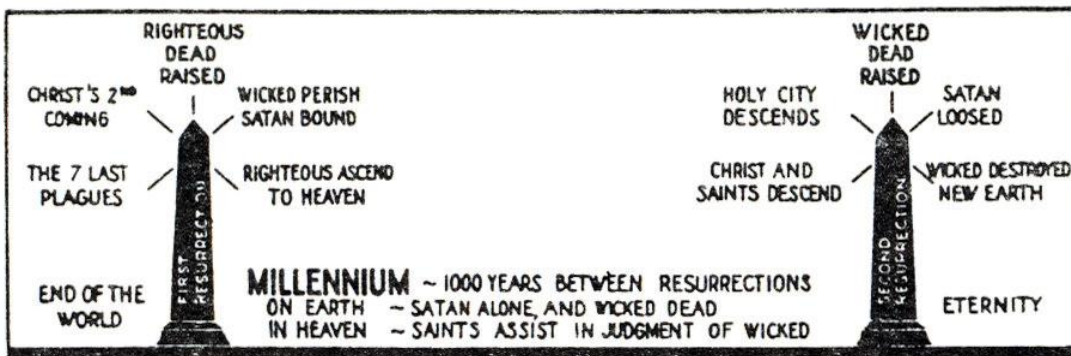 RIGHTEOUS
DEAD
RAISED
CHRIST'S 2ND
COMING
WICKED PERISH
SATAN BOUND
THE 7 LAST
PLAGUES
RIGHTEOUS ASCEND
TO HEAVEN
FIRST
RESURRECTION
END OF THE
WORLD
MILLENNIUM ~ 1000 YEARS BETWEEN RESURRECTIONS
ON EARTH ~ SATAN ALONE, AND WICKED DEAD
IN HEAVEN ~ SAINTS ASSIST IN JUDGMENT OF WICKED
WICKED
DEAD
RAISED
HOLY CITY
DESCENDS
SATAN
LOOSED
CHRIST AND
SAINTS DESCEND
WICKED DESTROYED
NEW EARTH
SECOND
RESURRECTION
ETERNITY